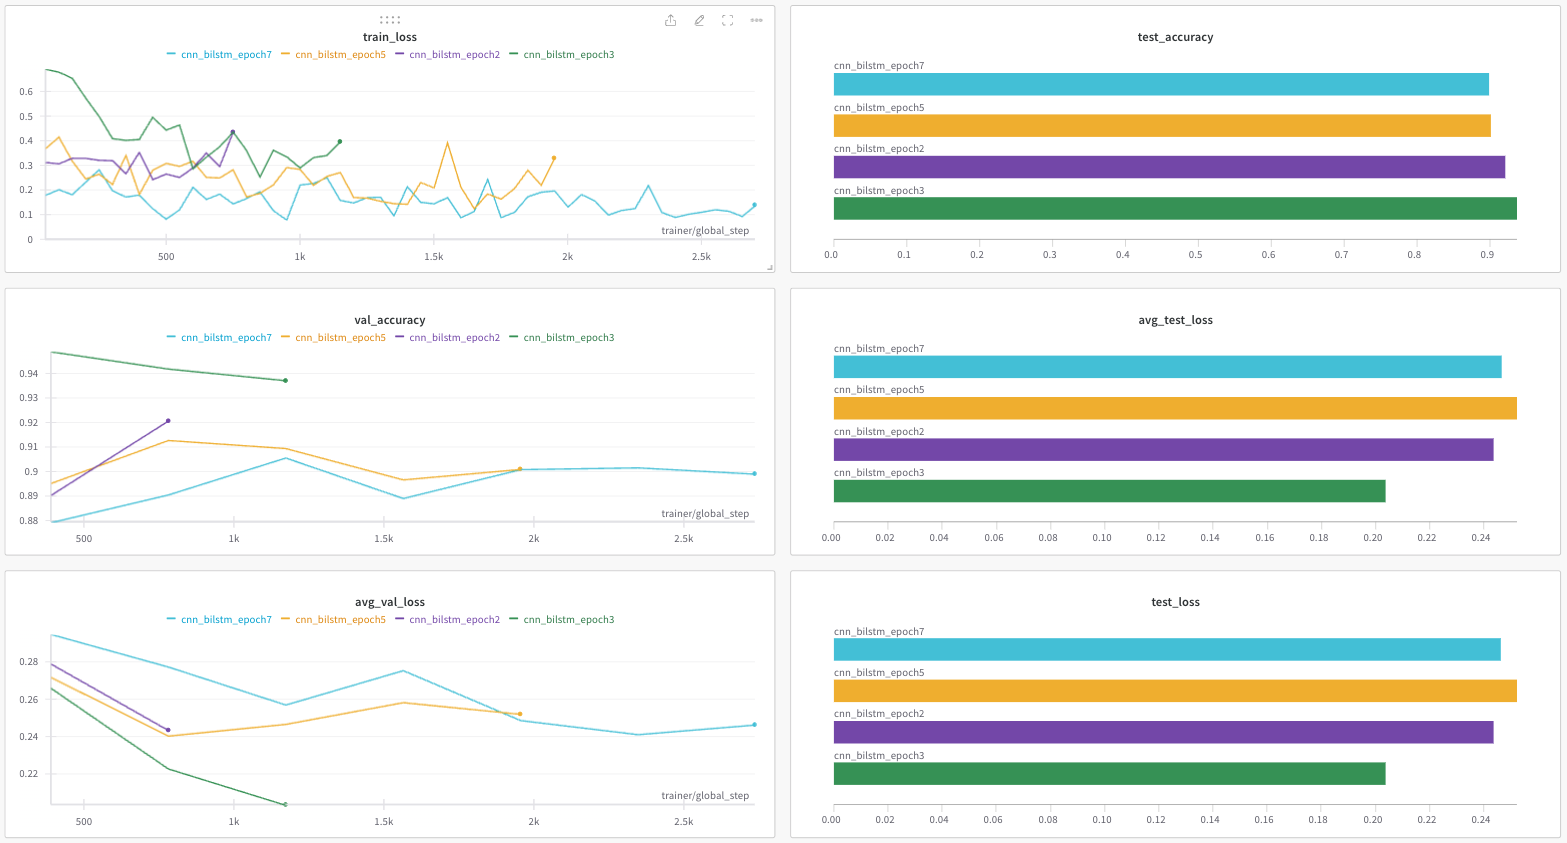 train_loss
cnn_bilstm_epoch7 cnn_bilstm_epoch5 cnn_bilstm_epoch2 cnn_bilstm_epoch3
0.6
0.5
0.4
0.3
0.2
0.1
0
trainer/global_step
500 1k 1.5k 2k 2.5k
test_accuracy
cnn_bilstm_epoch7
cnn_bilstm_epoch5
cnn_bilstm_epoch2
cnn_bilstm_epoch3
0.0 0.1 0.2 0.3 0.4 0.5 0.6 0.7 0.8 0.9
val_accuracy
cnn_bilstm_epoch7 cnn_bilstm_epoch5 cnn_bilstm_epoch2 cnn_bilstm_epoch3
0.94
0.93
0.92
0.91
0.9
0.89
0.88
trainer/global_step
500 1k 1.5k 2k 2.5k
avg_test_loss
cnn_bilstm_epoch7
cnn_bilstm_epoch5
cnn_bilstm_epoch2
cnn_bilstm_epoch3
0.00 0.02 0.04 0.06 0.08 0.10 0.12 0.14 0.16 0.18 0.20 0.22 0.24
avg_val_loss
cnn_bilstm_epoch7 cnn_bilstm_epoch5 cnn_bilstm_epoch2 cnn_bilstm_epoch3
0.28
0.26
0.24
0.22
trainer/global_step
500 1k 1.5k 2k 2.5k
test_loss
cnn_bilstm_epoch7
cnn_bilstm_epoch5
cnn_bilstm_epoch2
cnn_bilstm_epoch3
0.00 0.02 0.04 0.06 0.08 0.10 0.12 0.14 0.16 0.18 0.20 0.22 0.24